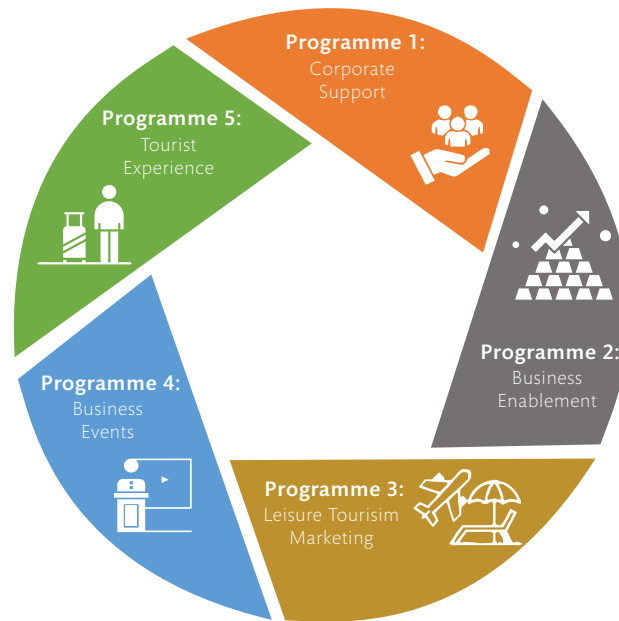 Programme 1:
Corporate
Support
Programme 2:
Business
Enablement
Programme 3:
Leisure Tourisim
Marketing
Programme 4:
Business
Events
Programme 5:
Tourist
Experience